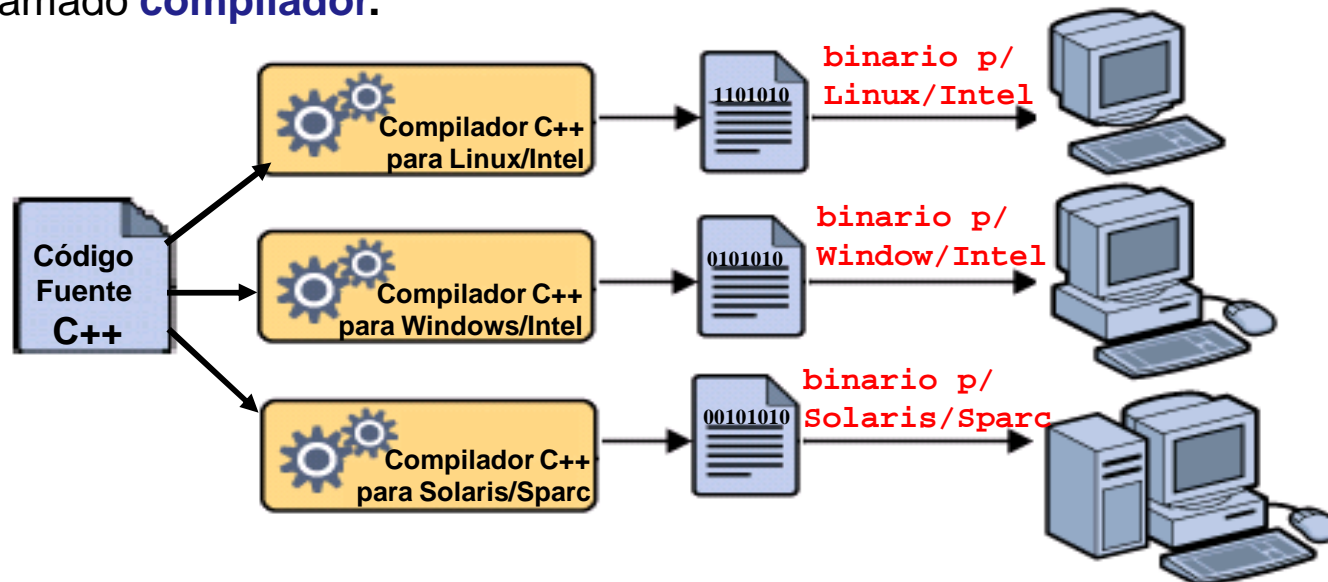 amado compilador.
binario p/
Linux/Intel
1101010
Compilador C++
para Linux/Intel
Código
Fuente
C++
binario p/
Window/Intel
0101010
Compilador C++
para Windows/Intel
binario p/
Solaris/Sparc
00101010
Compilador C++
para Solaris/Sparc